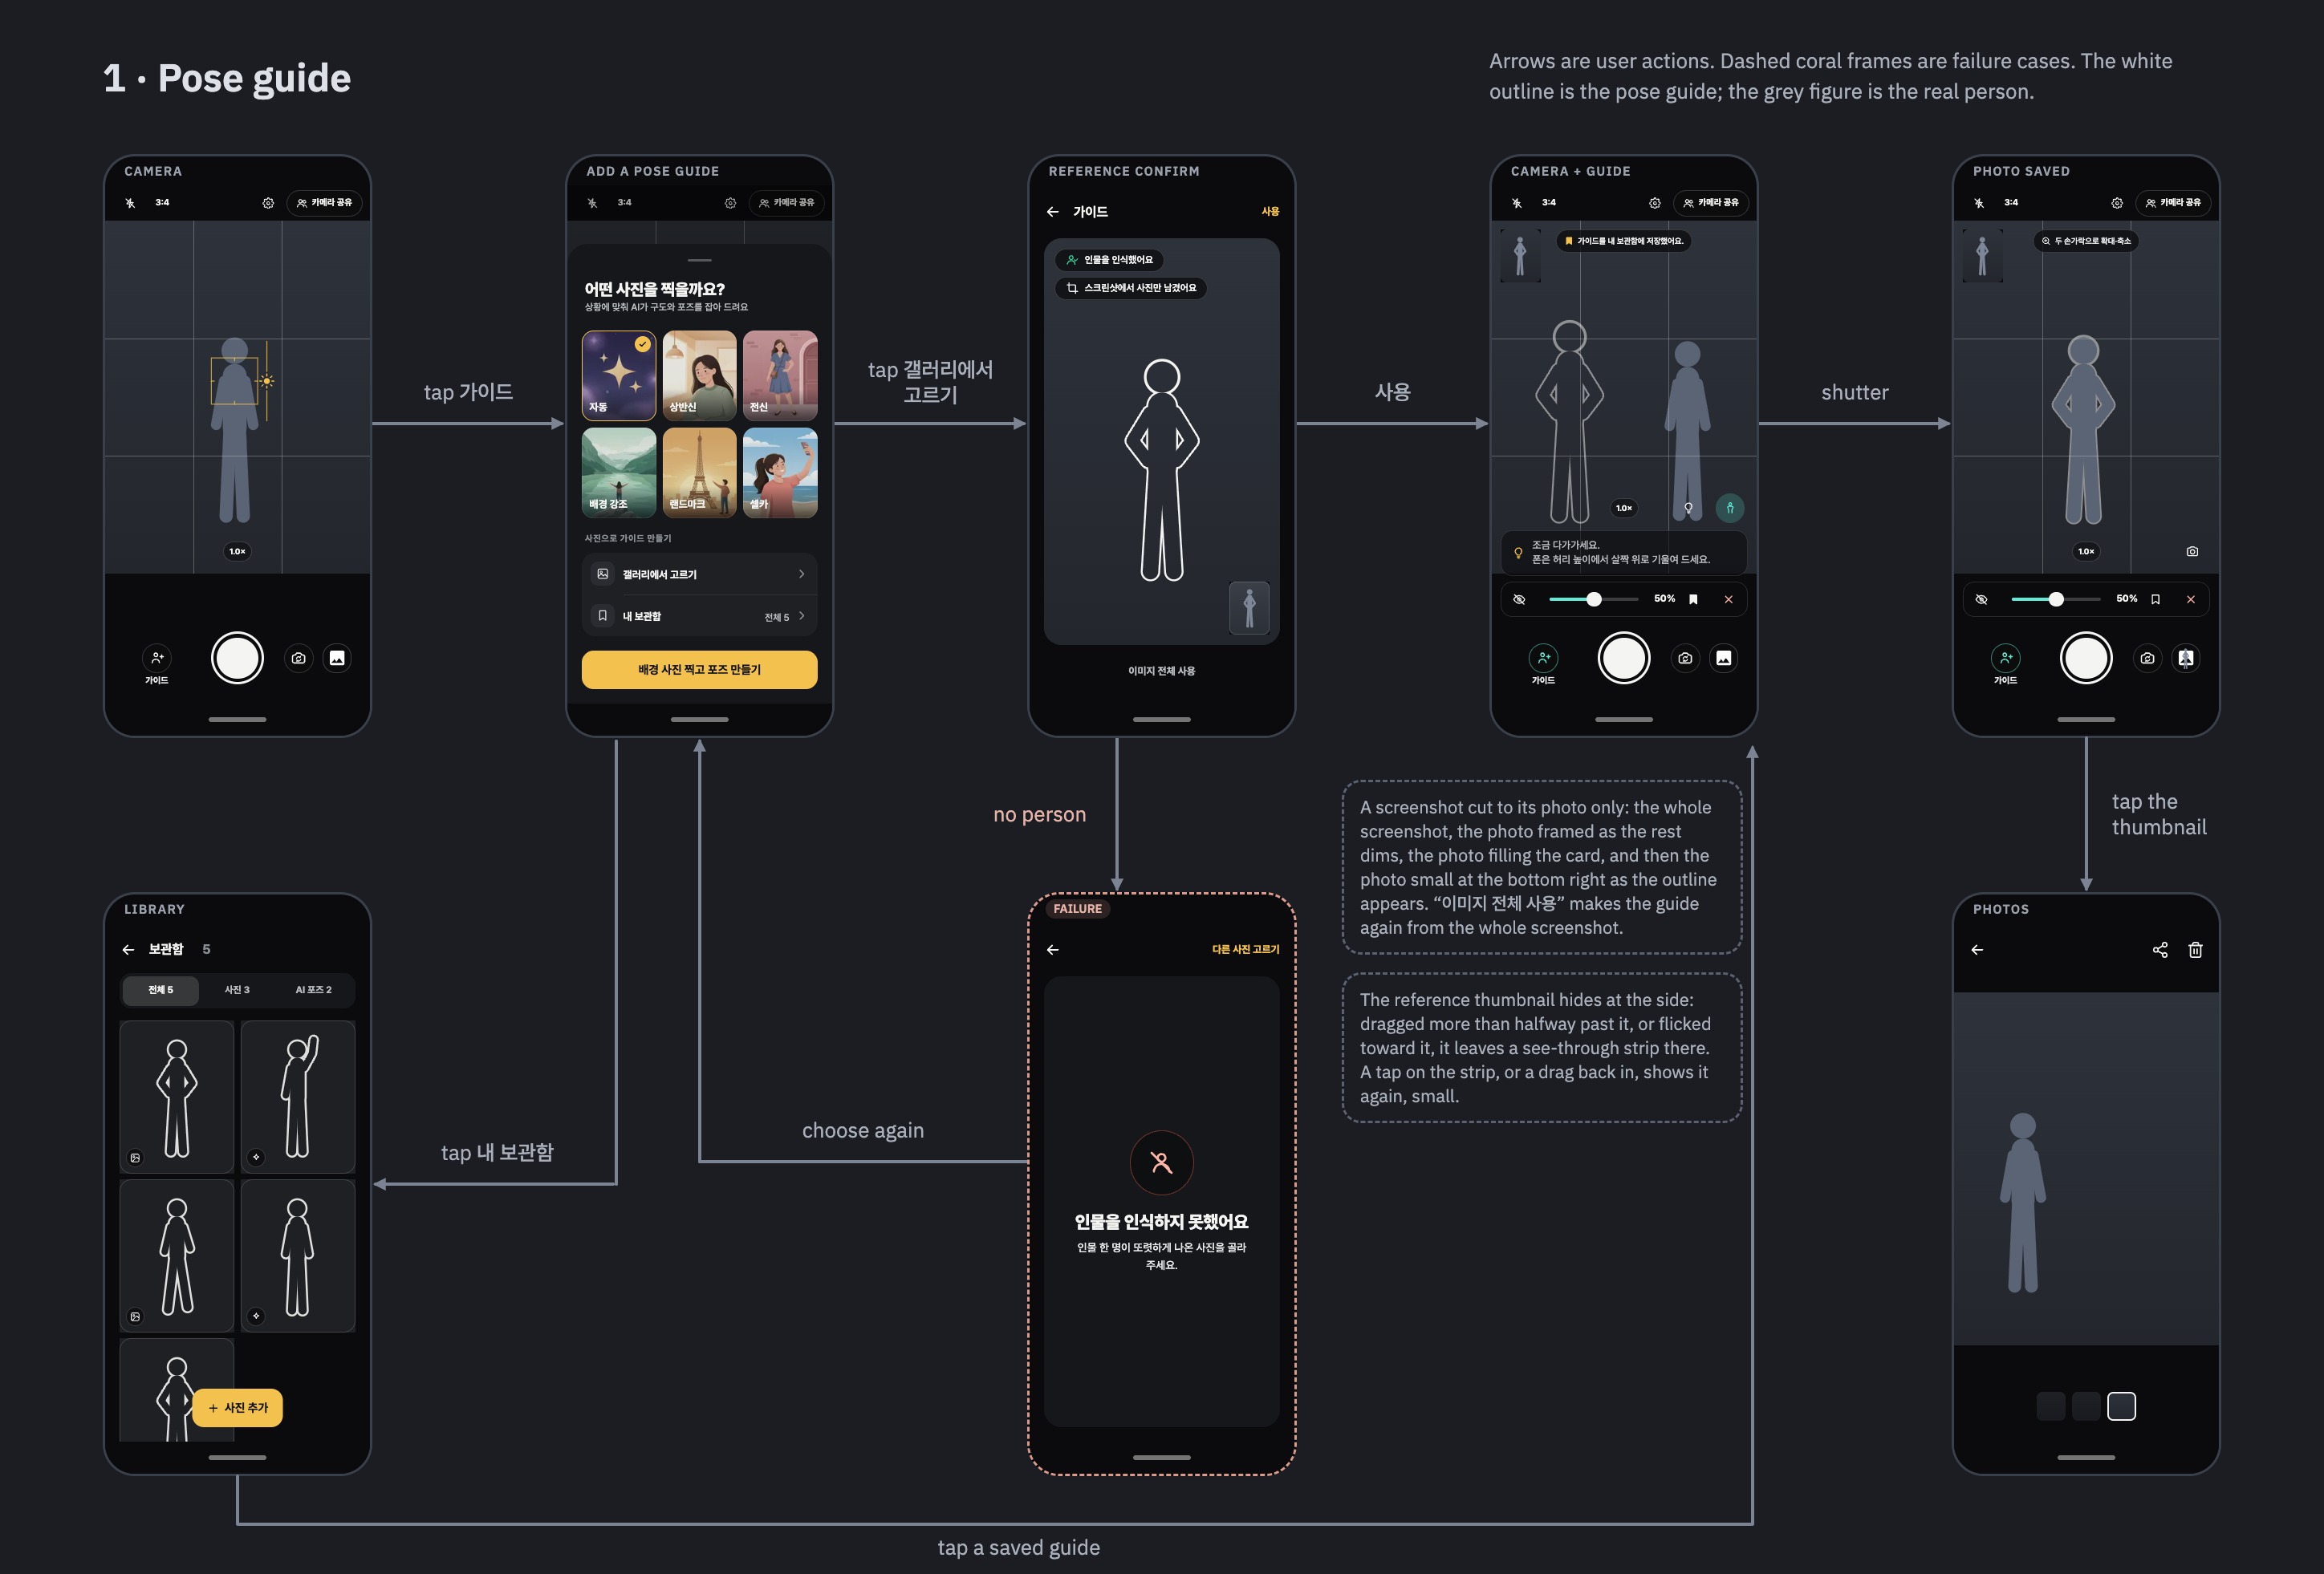 1 · Pose guide
Arrows are user actions. Dashed coral frames are failure cases. The white
outline is the pose guide; the grey figure is the real person.
CAMERA
3:4
카메라 공유
1.0×
가이드
tap 가이드
ADD A POSE GUIDE
3:4
카메라 공유
어떤 사진을 찍을까요?
상황에 맞춰 AI가 구도와 포즈를 잡아 드려요
자동
상반신
전신
배경 강조
랜드마크
셀카
사진으로 가이드 만들기
갤러리에서 고르기
내 보관함
전체 5
배경 사진 찍고 포즈 만들기
tap 갤러리에서
고르기
REFERENCE CONFIRM
가이드
사용
인물을 인식했어요
스크린샷에서 사진만 남겼어요
이미지 전체 사용
사용
CAMERA + GUIDE
3:4
카메라 공유
가이드를 내 보관함에 저장했어요.
1.0×
조금 다가가세요.
폰은 허리 높이에서 살짝 위로 기울여 드세요.
50%
가이드
shutter
PHOTO SAVED
3:4
카메라 공유
두 손가락으로 확대·축소
1.0×
50%
가이드
tap 내 보관함
choose again
no person
tap the
thumbnail
LIBRARY
보관함 5
전체 5
사진 3
AI 포즈 2
사진 추가
FAILURE
다른 사진 고르기
인물을 인식하지 못했어요
인물 한 명이 또렷하게 나온 사진을 골라
주세요.
A screenshot cut to its photo only: the whole
screenshot, the photo framed as the rest
dims, the photo filling the card, and then the
photo small at the bottom right as the outline
appears. “이미지 전체 사용” makes the guide
again from the whole screenshot.
The reference thumbnail hides at the side:
dragged more than halfway past it, or flicked
toward it, it leaves a see-through strip there.
A tap on the strip, or a drag back in, shows it
again, small.
PHOTOS
tap a saved guide